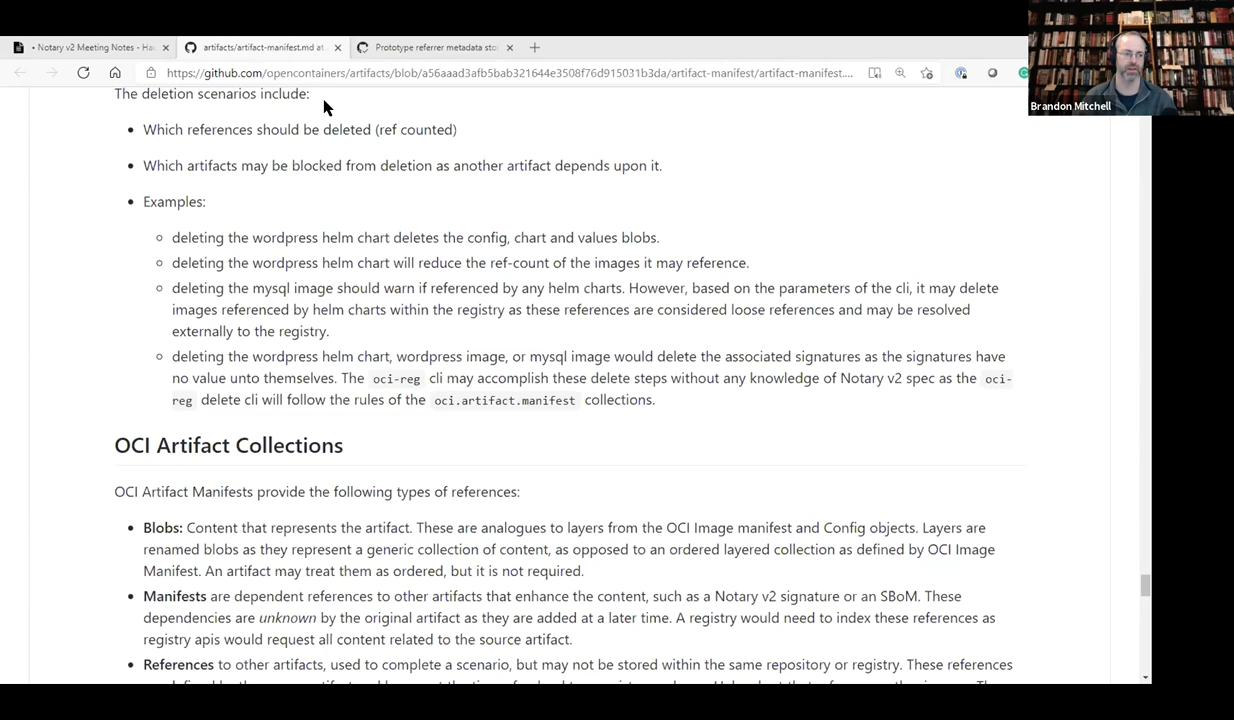 • Notary v2 Meeting Notes - Ha
artifacts/artifact-manifest.md at
Prototype referrer metadata sto
https://github.com/opencontainers/artifacts/blob/a56aaad3afb5bab321644e3508f76d915031b3da/artifact-manifest/artifact-manifest....
Brandon Mitchell
The deletion scenarios include:
• Which references should be deleted (ref counted)
• Which artifacts may be blocked from deletion as another artifact depends upon it.
• Examples:
◦ deleting the wordpress helm chart deletes the config, chart and values blobs.
◦ deleting the wordpress helm chart will reduce the ref-count of the images it may reference.
◦ deleting the mysql image should warn if referenced by any helm charts. However, based on the parameters of the cli, it may delete
images referenced by helm charts within the registry as these references are considered loose references and may be resolved
externally to the registry.
◦ deleting the wordpress helm chart, wordpress image, or mysql image would delete the associated signatures as the signatures have
no value unto themselves. The oci-reg cli may accomplish these delete steps without any knowledge of Notary v2 spec as the oci-
reg delete cli will follow the rules of the oci.artifact.manifest collections.
OCI Artifact Collections
OCI Artifact Manifests provide the following types of references:
• Blobs: Content that represents the artifact. These are analogues to layers from the OCI Image manifest and Config objects. Layers are
renamed blobs as they represent a generic collection of content, as opposed to an ordered layered collection as defined by OCI Image
Manifest. An artifact may treat them as ordered, but it is not required.
• Manifests are dependent references to other artifacts that enhance the content, such as a Notary v2 signature or an SBoM. These
dependencies are unknown by the original artifact as they are added at a later time. A registry would need to index these references as
registry apis would request all content related to the source artifact.
• References to other artifacts, used to complete a scenario, but may not be stored within the same repository or registry. These references